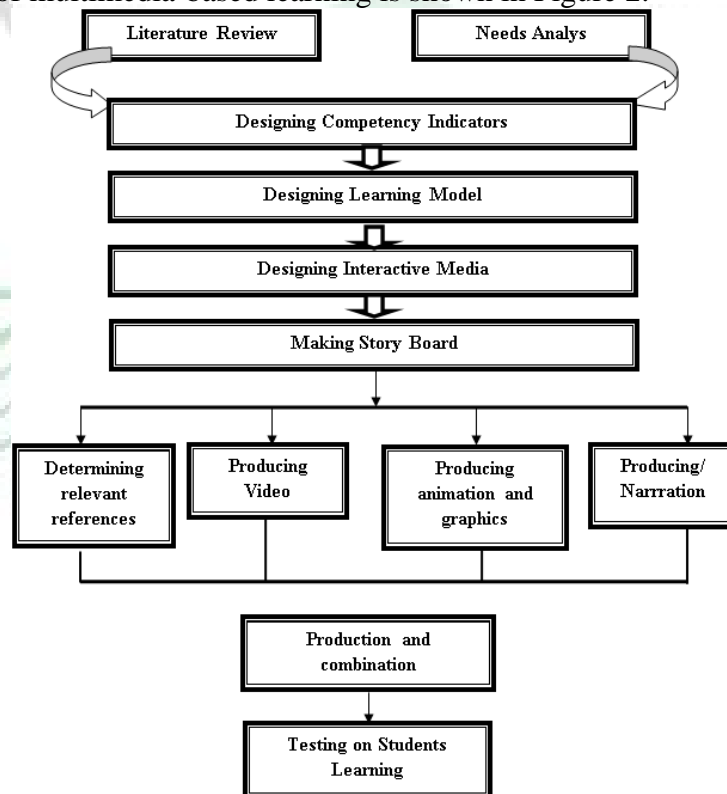 of multimedia-based learning is shown in Figure 2.
Literature Review
Needs Analys
Designing Competency Indicators
Designing Learning Model
Designing Interactive Media
Making Story Board
Determining
relevant
references
Producing
Video
Producing
animation and
graphics
Producing/
Narrration
Production and
combination
Testing on Students
Learning